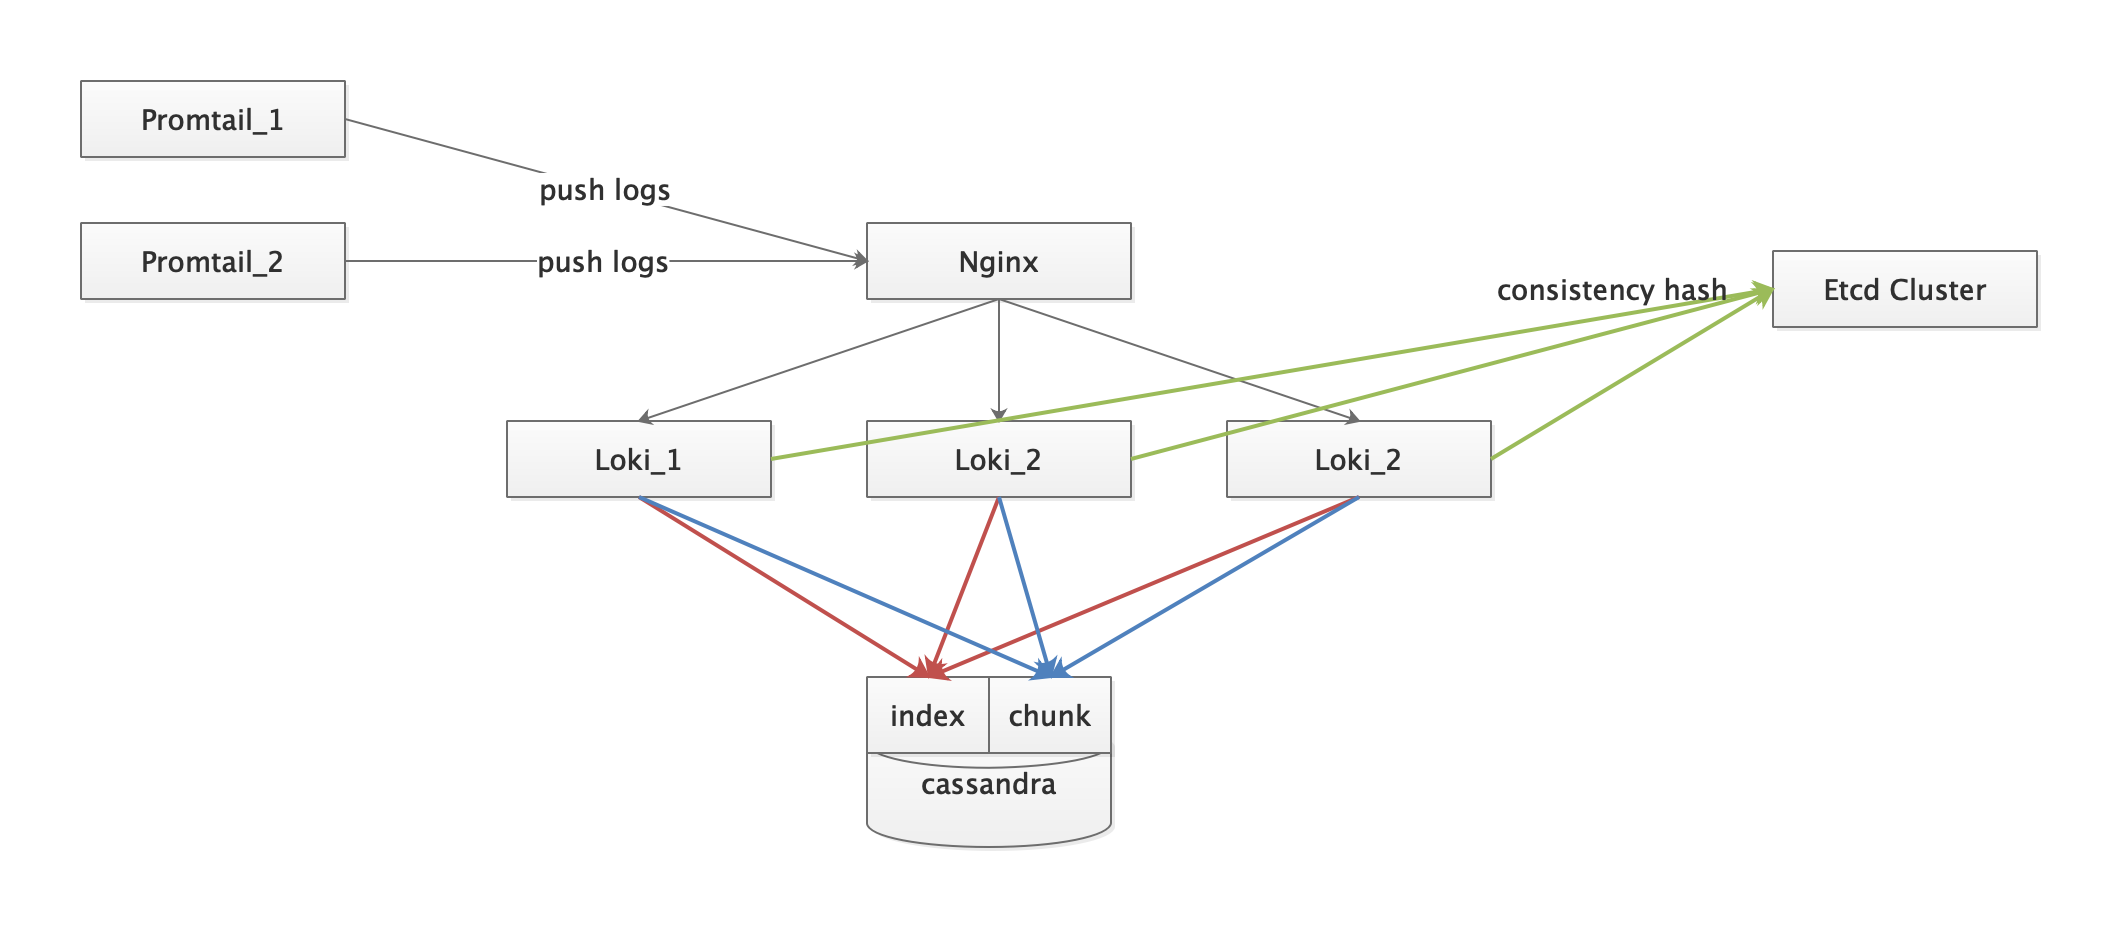 Promtail_1
push logs
Promtail_2
push logs
Nginx
consistency hash
Etcd Cluster
Loki_1
Loki_2
Loki_2
index
chunk
cassandra